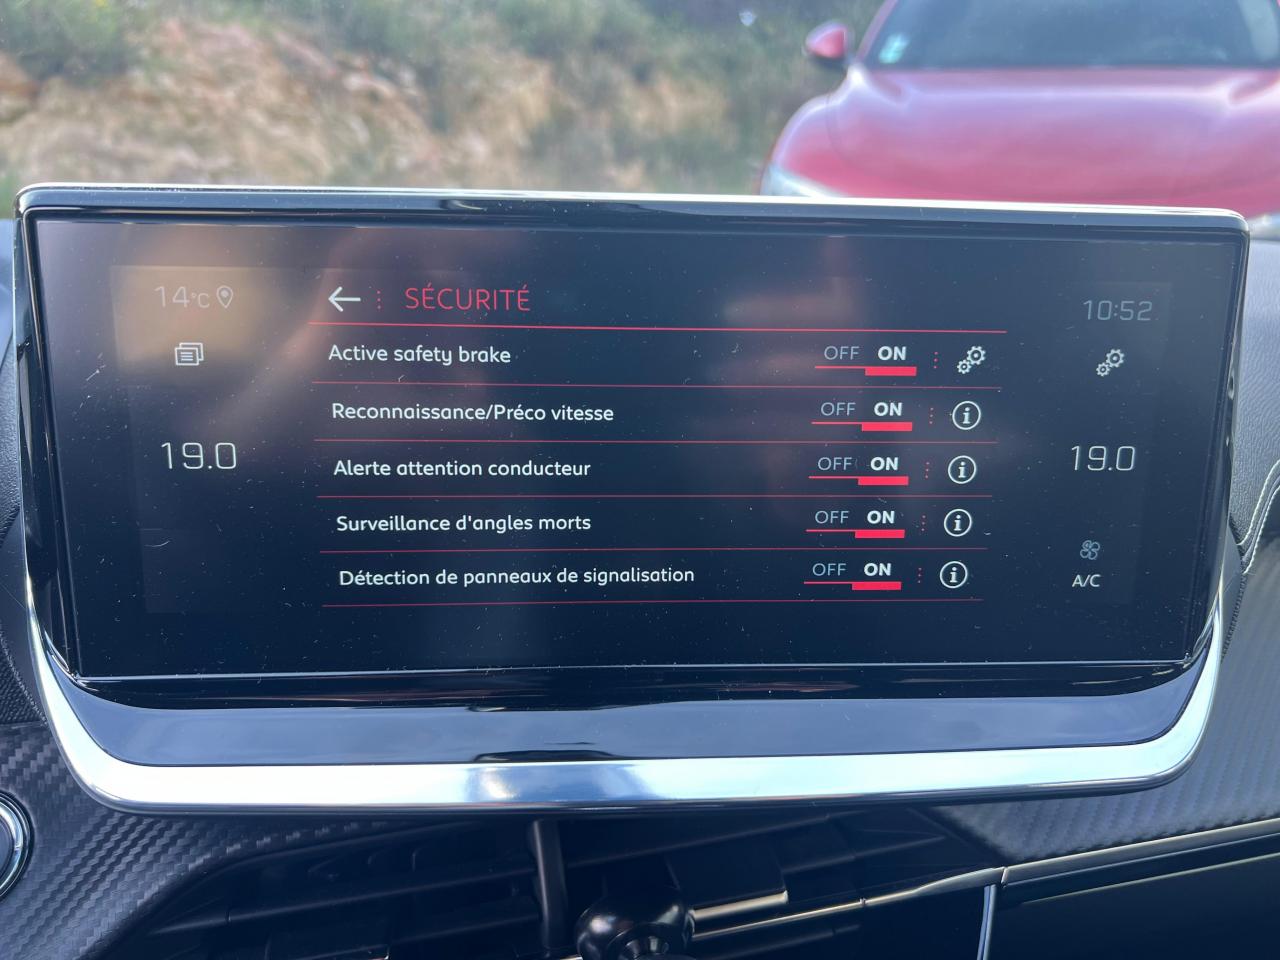 14°C
SÉCURITÉ
10:52
Active safety brake OFF ON
Reconnaissance/Préco vitesse OFF ON
19.0
Alerte attention conducteur OFF ON
19.0
Surveillance d'angles morts OFF ON
Détection de panneaux de signalisation OFF ON
A/C